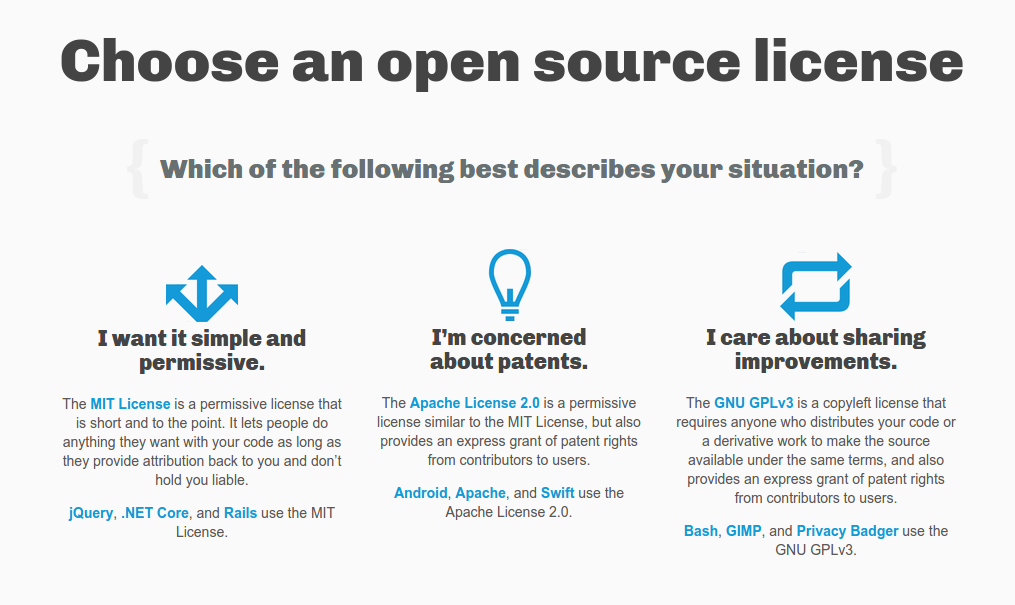 Choose an open source license
{ Which of the following best describes your situation? }
I want it simple and
permissive.
The MIT License is a permissive license that
is short and to the point. It lets people do
anything they want with your code as long as
they provide attribution back to you and don’t
hold you liable.
jQuery, .NET Core, and Rails use the MIT
License.
I’m concerned
about patents.
The Apache License 2.0 is a permissive
license similar to the MIT License, but also
provides an express grant of patent rights
from contributors to users.
Android, Apache, and Swift use the
Apache License 2.0.
I care about sharing
improvements.
The GNU GPLv3 is a copyleft license that
requires anyone who distributes your code or
a derivative work to make the source
available under the same terms, and also
provides an express grant of patent rights
from contributors to users.
Bash, GIMP, and Privacy Badger use the
GNU GPLv3.